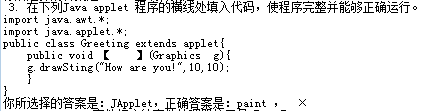 3. 在下列Java applet 程序的横线处填入代码，使程序完整并能够正确运行。
import java.awt.*;
import java.applet.*;
public class Greeting extends applet{
public void 【 】(Graphics g){
g.drawSting("How are you!",10,10);
}
}
你所选择的答案是：JApplet，正确答案是：paint ， ×